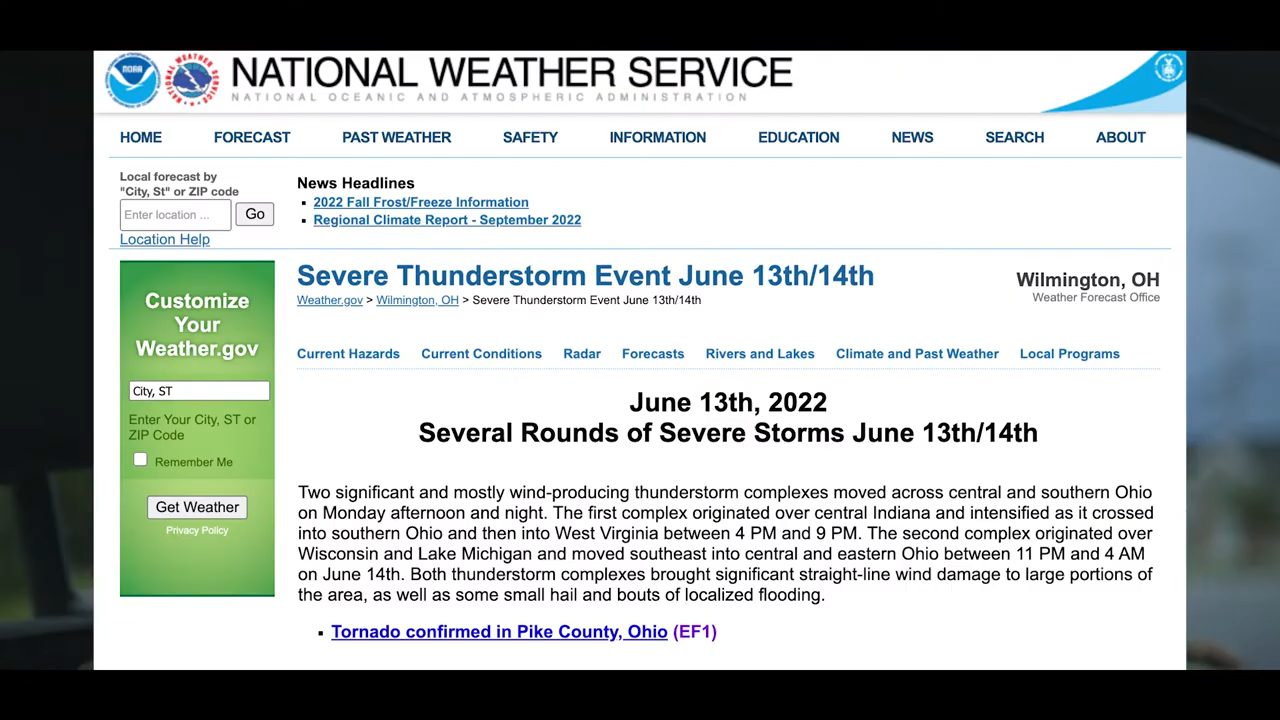 NATIONAL WEATHER SERVICE
NATIONAL OCEANIC AND ATMOSPHERIC ADMINISTRATION
HOME FORECAST PAST WEATHER SAFETY INFORMATION EDUCATION NEWS SEARCH ABOUT
Local forecast by
"City, St" or ZIP code
Enter location ... Go
Location Help
News Headlines
2022 Fall Frost/Freeze Information
Regional Climate Report - September 2022
Customize
Your
Weather.gov
City, ST
Enter Your City, ST or
ZIP Code
Remember Me
Get Weather
Privacy Policy
Severe Thunderstorm Event June 13th/14th
Weather.gov > Wilmington, OH > Severe Thunderstorm Event June 13th/14th
Wilmington, OH
Weather Forecast Office
Current Hazards Current Conditions Radar Forecasts Rivers and Lakes Climate and Past Weather Local Programs
June 13th, 2022
Several Rounds of Severe Storms June 13th/14th
Two significant and mostly wind-producing thunderstorm complexes moved across central and southern Ohio
on Monday afternoon and night. The first complex originated over central Indiana and intensified as it crossed
into southern Ohio and then into West Virginia between 4 PM and 9 PM. The second complex originated over
Wisconsin and Lake Michigan and moved southeast into central and eastern Ohio between 11 PM and 4 AM
on June 14th. Both thunderstorm complexes brought significant straight-line wind damage to large portions of
the area, as well as some small hail and bouts of localized flooding.
Tornado confirmed in Pike County, Ohio (EF1)